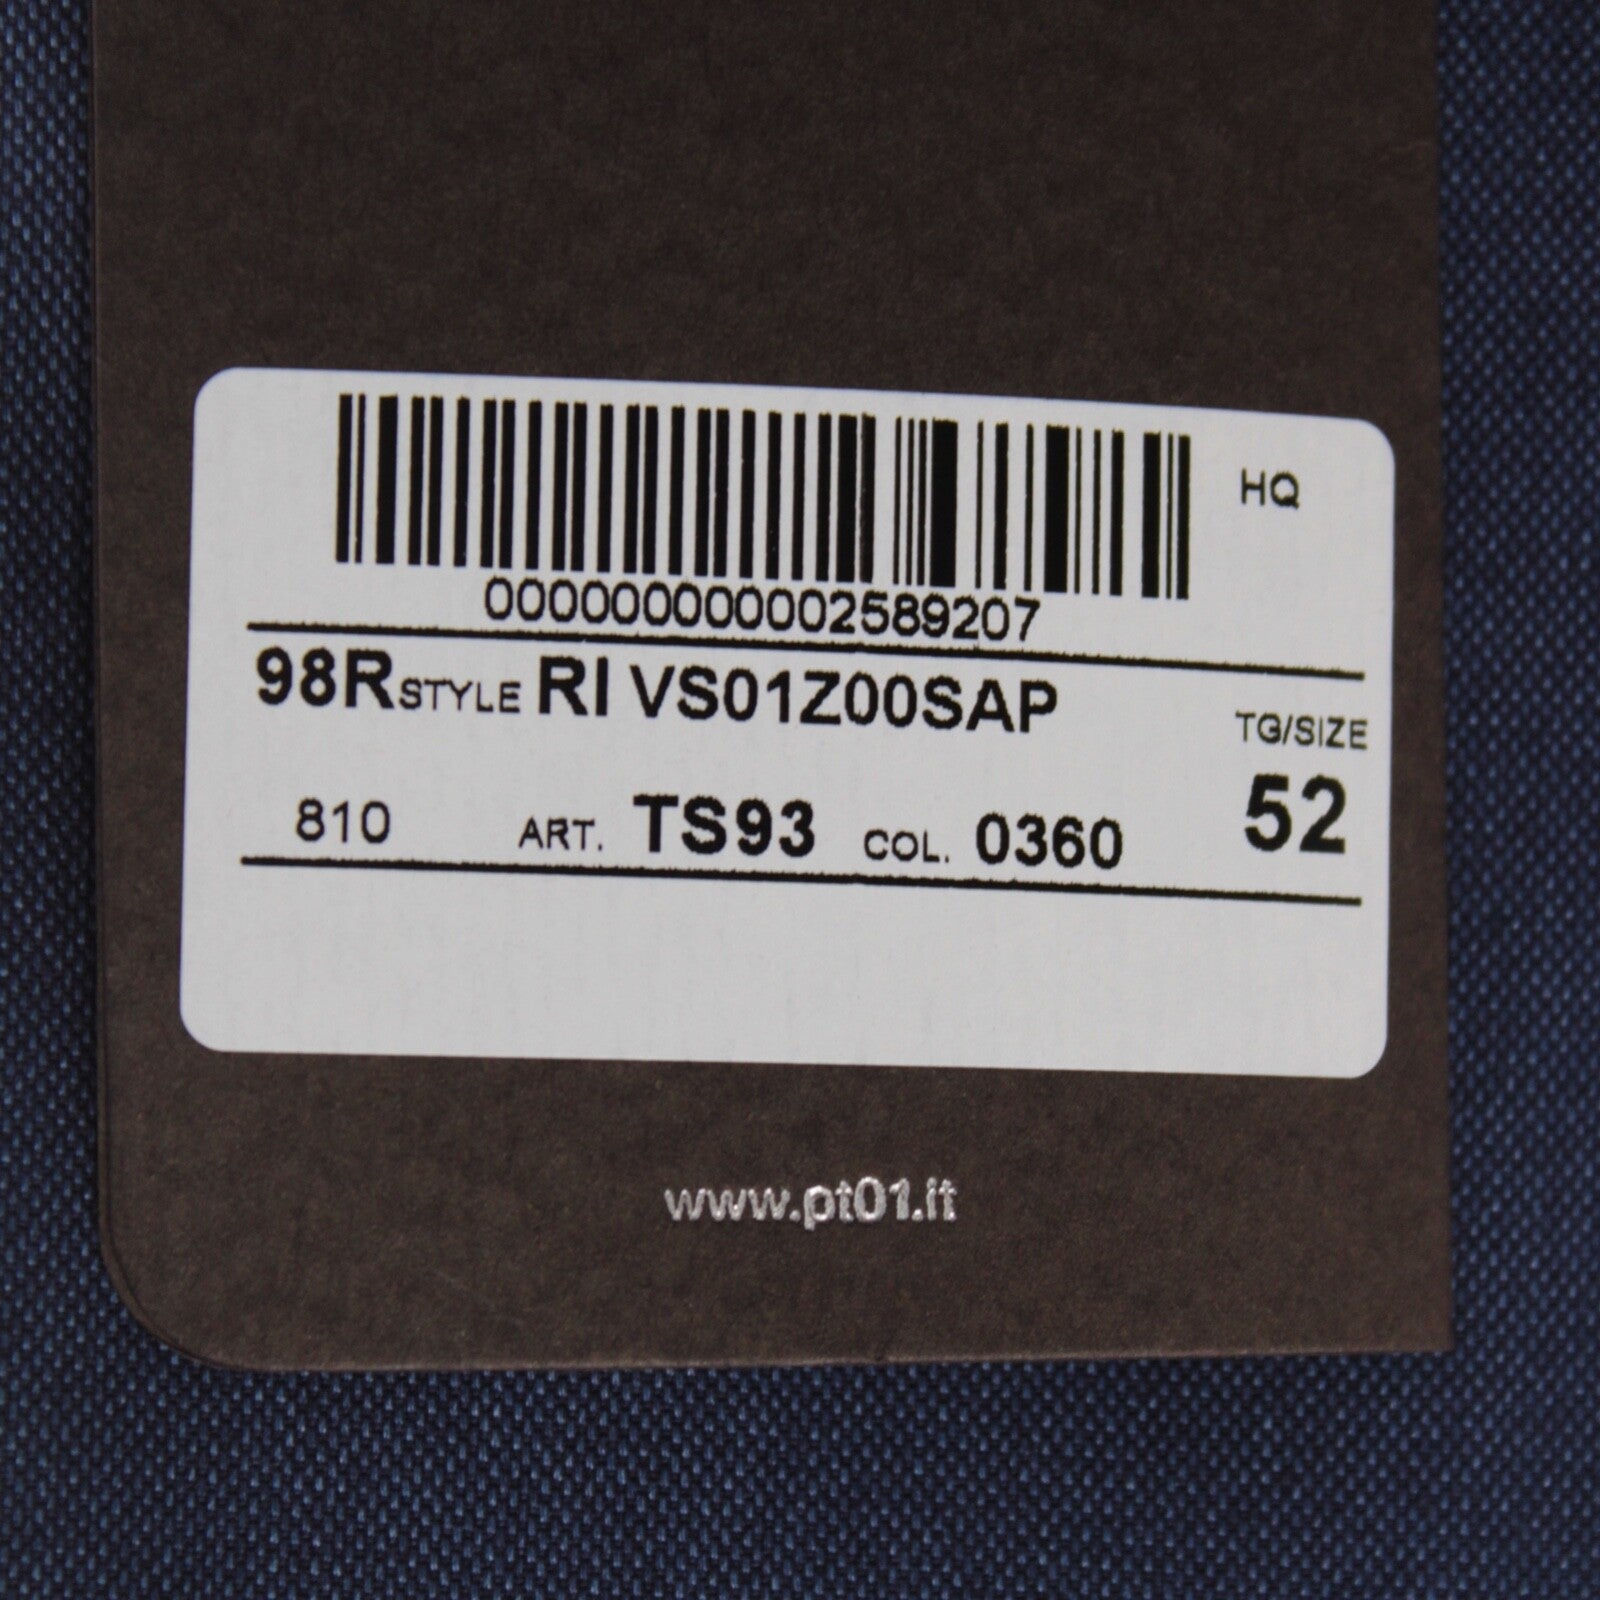 HQ
000000000002589207
98R STYLE RI VS01Z00SAP
TG/SIZE
810 ART. TS93 COL. 0360 52
www.pt01.it